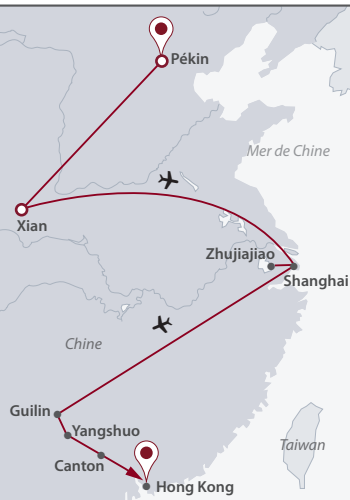 Pékin
Mer de Chine
Xian
Zhujiajiao
Shanghai
Chine
Guilin
Yangshuo
Taiwan
Canton
Hong Kong